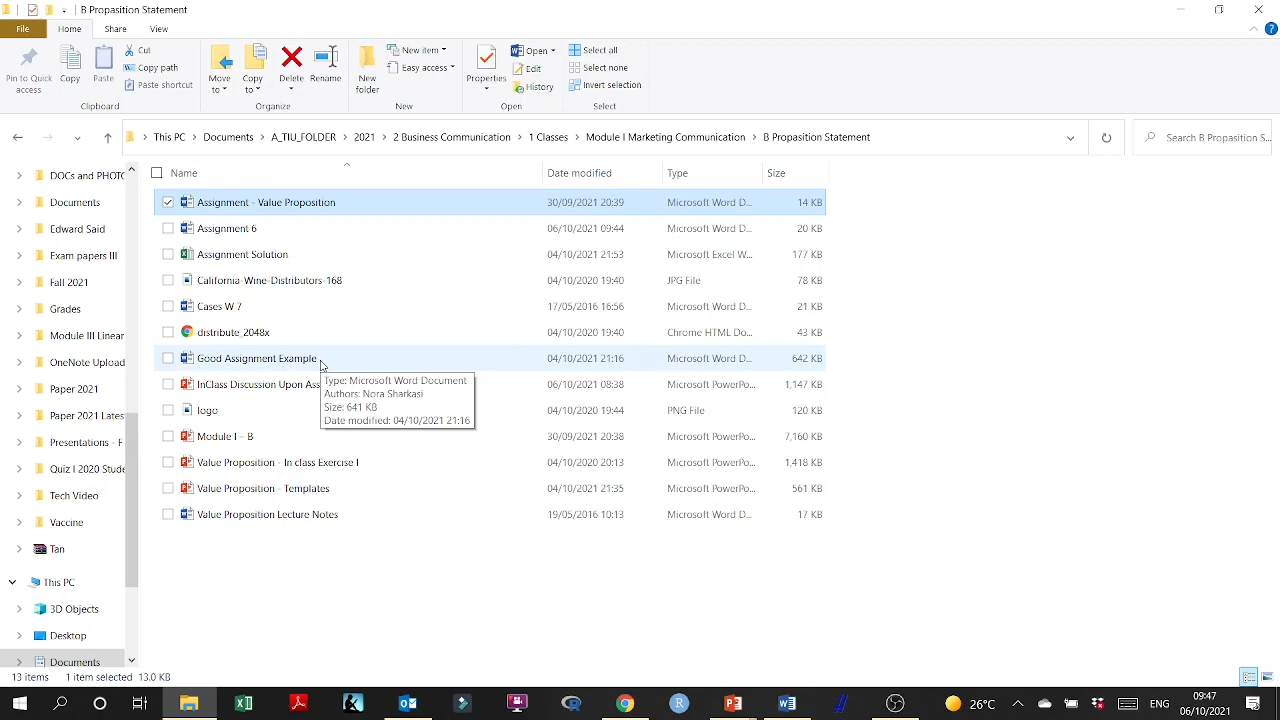 B Propasition Statement
File Home Share View
Pin to Quick access
Copy
Paste
Cut
Copy path
Paste shortcut
Clipboard
Move to
Copy to
Delete
Rename
Organize
New folder
New item
Easy access
New
Properties
Open
Edit
History
Open
Select all
Select none
Invert selection
Select
This PC Documents A_TIU_FOLDER 2021 2 Business Communication 1 Classes Module I Marketing Communication B Propasition Statement
Search B Propasition S...
DOCs and PHOTO
Documents
Edward Said
Exam papers III
Fall 2021
Grades
Module III Linear
OneNote Upload
Paper 2021
Paper 2021 Latest
Presentations - F
Quiz I 2020 Stude
Tech Video
Vaccine
Tan
This PC
3D Objects
Desktop
Documents
Name Date modified Type Size
Assignment - Value Proposition 30/09/2021 20:39 Microsoft Word D... 14 KB
Assignment 6 06/10/2021 09:44 Microsoft Word D... 20 KB
Assignment Solution 04/10/2021 21:53 Microsoft Excel W... 177 KB
California-Wine-Distributors-168 04/10/2020 19:40 JPG File 78 KB
Cases W 7 17/05/2016 16:56 Microsoft Word D... 21 KB
distribute_2048x 04/10/2020 19:40 Chrome HTML Do... 43 KB
Good Assignment Example 04/10/2021 21:16 Microsoft Word D... 642 KB
InClass Discussion Upon Ass 06/10/2021 08:38 Microsoft PowerPo... 1,147 KB
logo 04/10/2020 19:44 PNG File 120 KB
Module I – B 30/09/2021 20:38 Microsoft PowerPo... 7,160 KB
Value Proposition - In class Exercise I 04/10/2020 20:13 Microsoft PowerPo... 1,418 KB
Value Proposition - Templates 04/10/2021 21:35 Microsoft PowerPo... 561 KB
Value Proposition Lecture Notes 19/05/2016 10:13 Microsoft Word D... 17 KB
Type: Microsoft Word Document
Authors: Nora Sharkasi
Size: 641 KB
Date modified: 04/10/2021 21:16
13 items 1 item selected 13.0 KB
26°C
ENG
09:47
06/10/2021